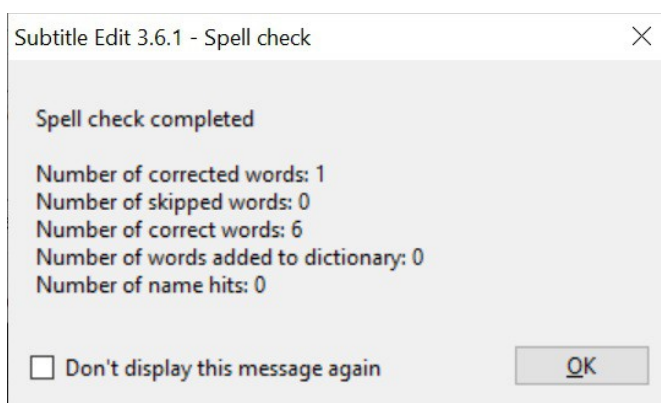 Subtitle Edit 3.6.1 - Spell check
Spell check completed
Number of corrected words: 1
Number of skipped words: 0
Number of correct words: 6
Number of words added to dictionary: 0
Number of name hits: 0
Don't display this message again
OK